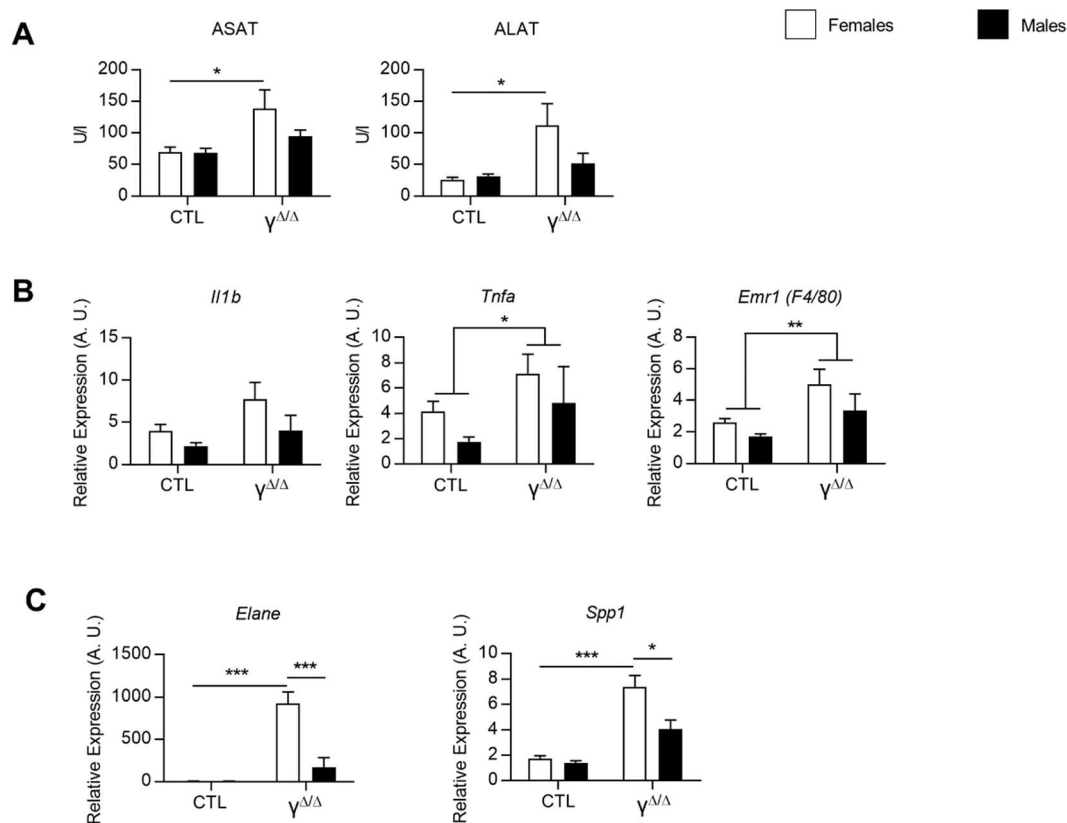 A
ASAT
ALAT
Females
Males
U/l
200
150
100
50
0
*
CTL
γΔ/Δ
U/l
200
150
100
50
0
*
CTL
γΔ/Δ
B
Il1b
Tnfa
Emr1 (F4/80)
Relative Expression (A. U.)
15
10
5
0
CTL
γΔ/Δ
Relative Expression (A. U.)
10
8
6
4
2
0
*
CTL
γΔ/Δ
Relative Expression (A. U.)
8
6
4
2
0
**
CTL
γΔ/Δ
C
Elane
Spp1
Relative Expression (A. U.)
1500
1000
500
0
***
***
CTL
γΔ/Δ
Relative Expression (A. U.)
10
8
6
4
2
0
***
*
CTL
γΔ/Δ